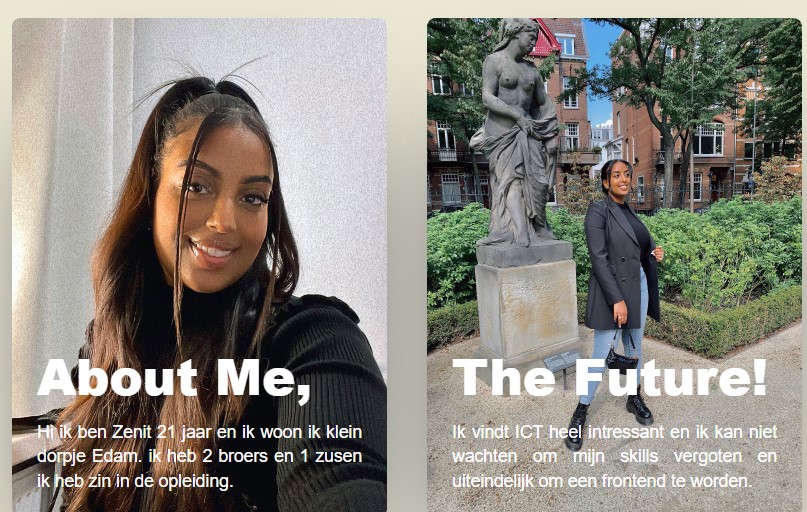 About Me,
Hi ik ben Zenit 21 jaar en ik woon ik klein
dorpje Edam. ik heb 2 broers en 1 zusen
ik heb zin in de opleiding.
The Future!
Ik vindt ICT heel intressant en ik kan niet
wachten om mijn skills vergoten en
uiteindelijk om een frontend te worden.